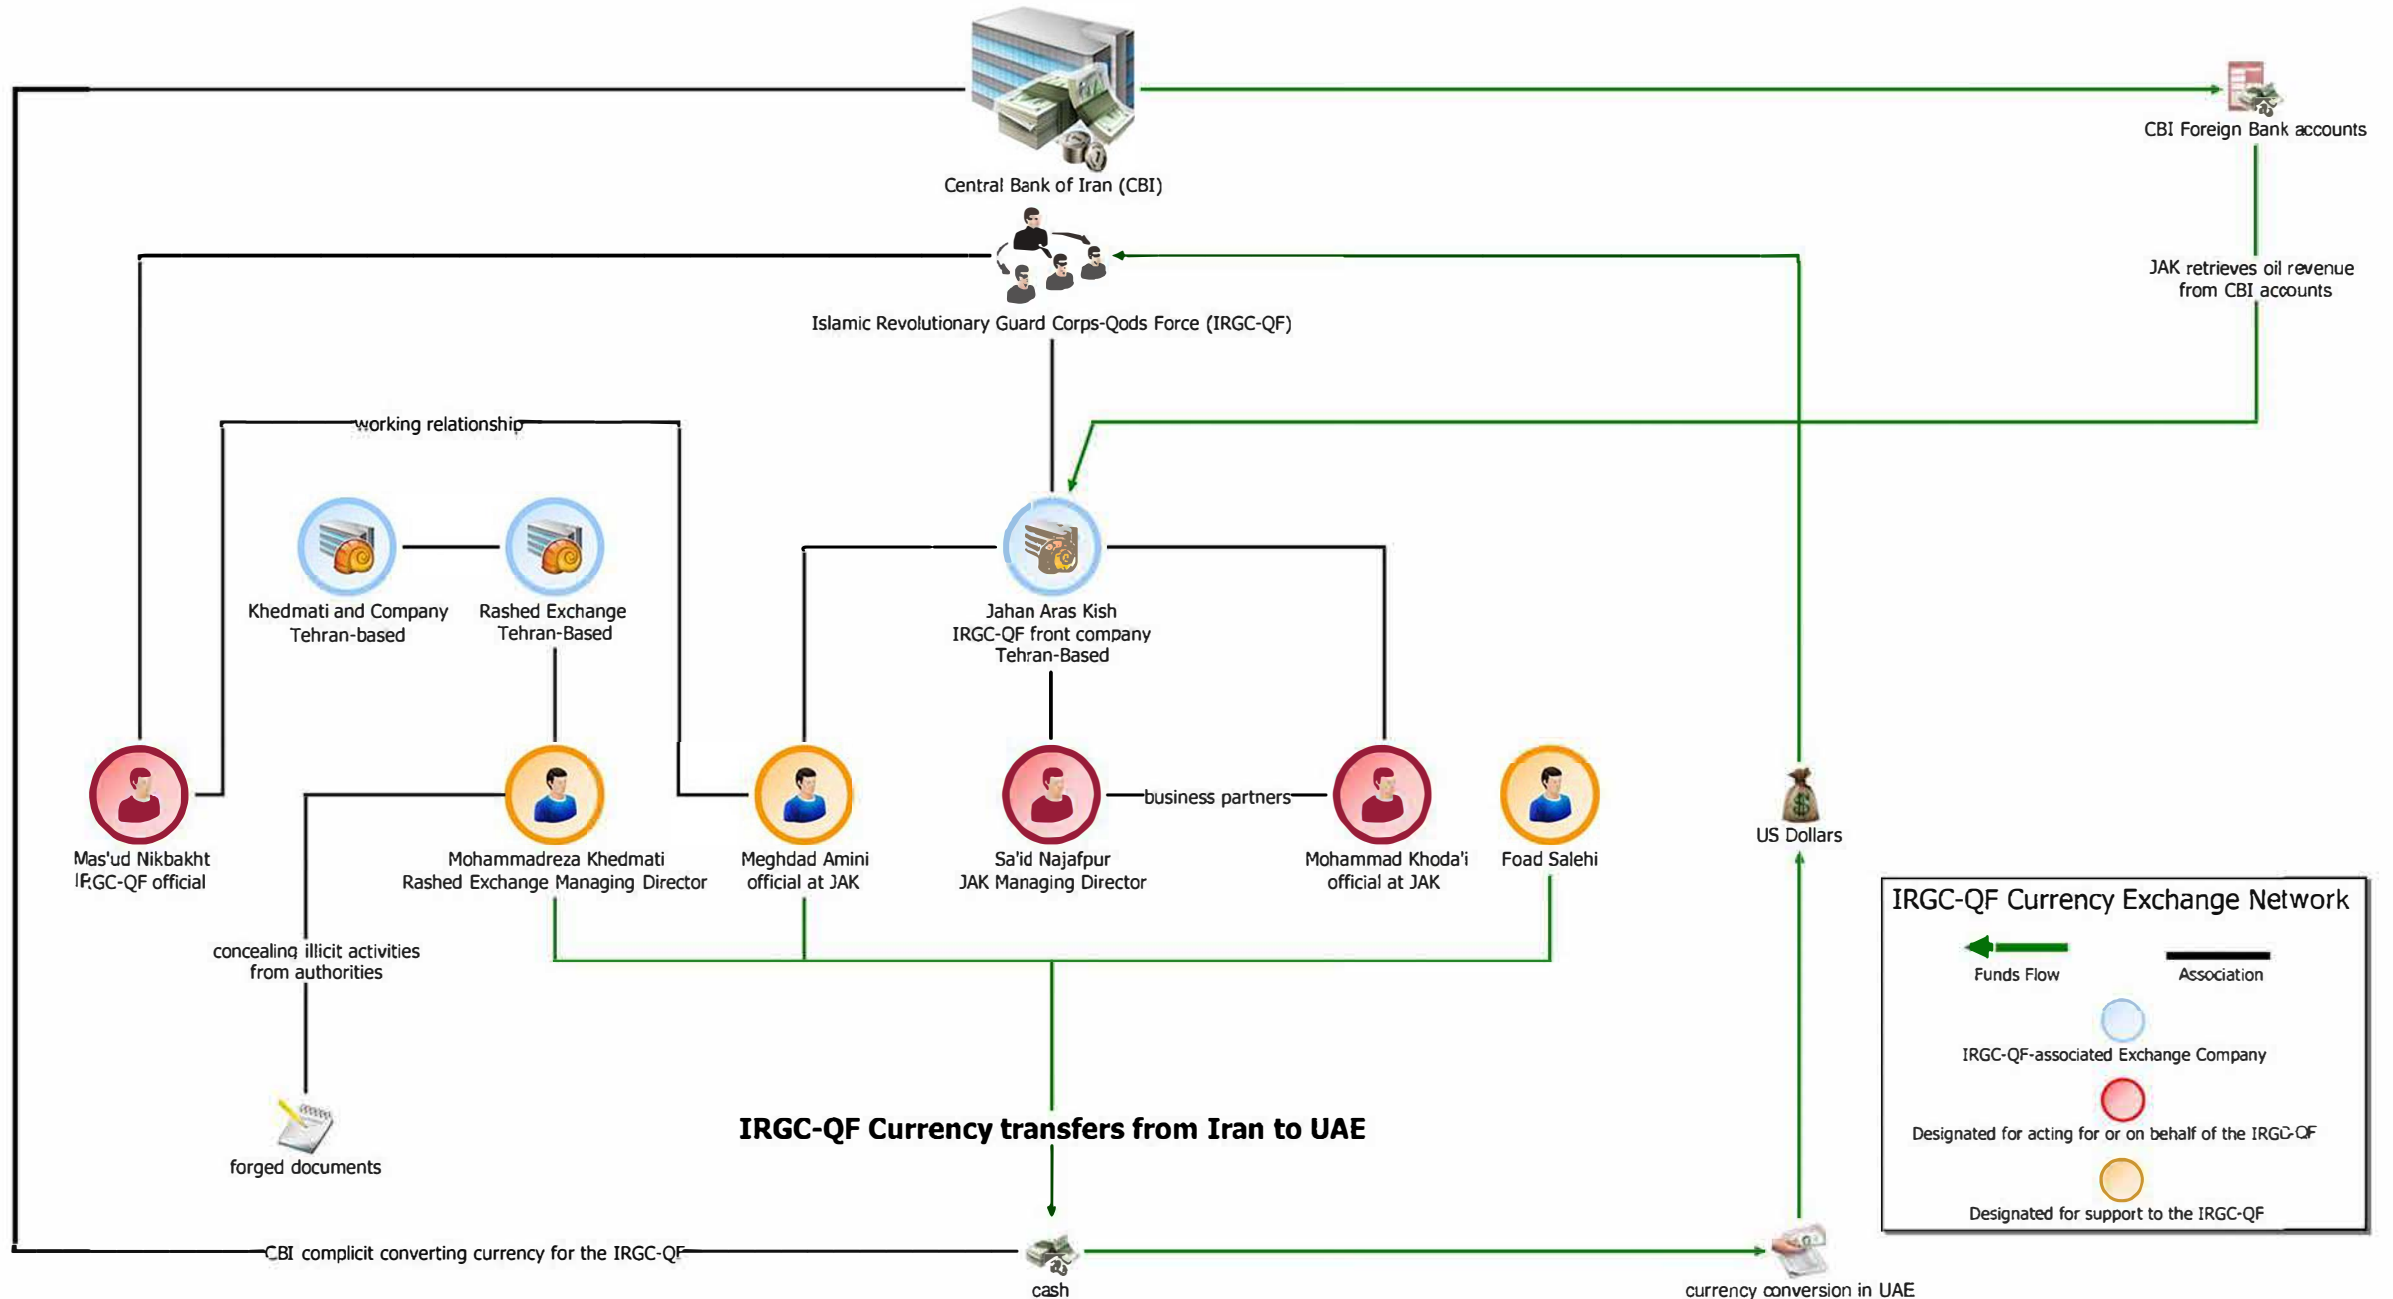 Central Bank of Iran (CBI)
CBI Foreign Bank accounts
Islamic Revolutionary Guard Corps-Qods Force (IRGC-QF)
JAK retrieves oil revenue
from CBI accounts
working relationship
Khedmati and Company
Tehran-based
Rashed Exchange
Tehran-Based
Jahan Aras Kish
IRGC-QF front company
Tehran-Based
Mas'ud Nikbakht
IRGC-QF official
Mohammadreza Khedmati
Rashed Exchange Managing Director
Meghdad Amini
official at JAK
Sa'id Najafpur
JAK Managing Director
business partners
Mohammad Khoda'i
official at JAK
Foad Salehi
US Dollars
concealing illicit activities
from authorities
forged documents
IRGC-QF Currency transfers from Iran to UAE
CBI complicit converting currency for the IRGC-QF
cash
currency conversion in UAE
IRGC-QF Currency Exchange Network
Funds Flow
Association
IRGC-QF-associated Exchange Company
Designated for acting for or on behalf of the IRGC-QF
Designated for support to the IRGC-QF